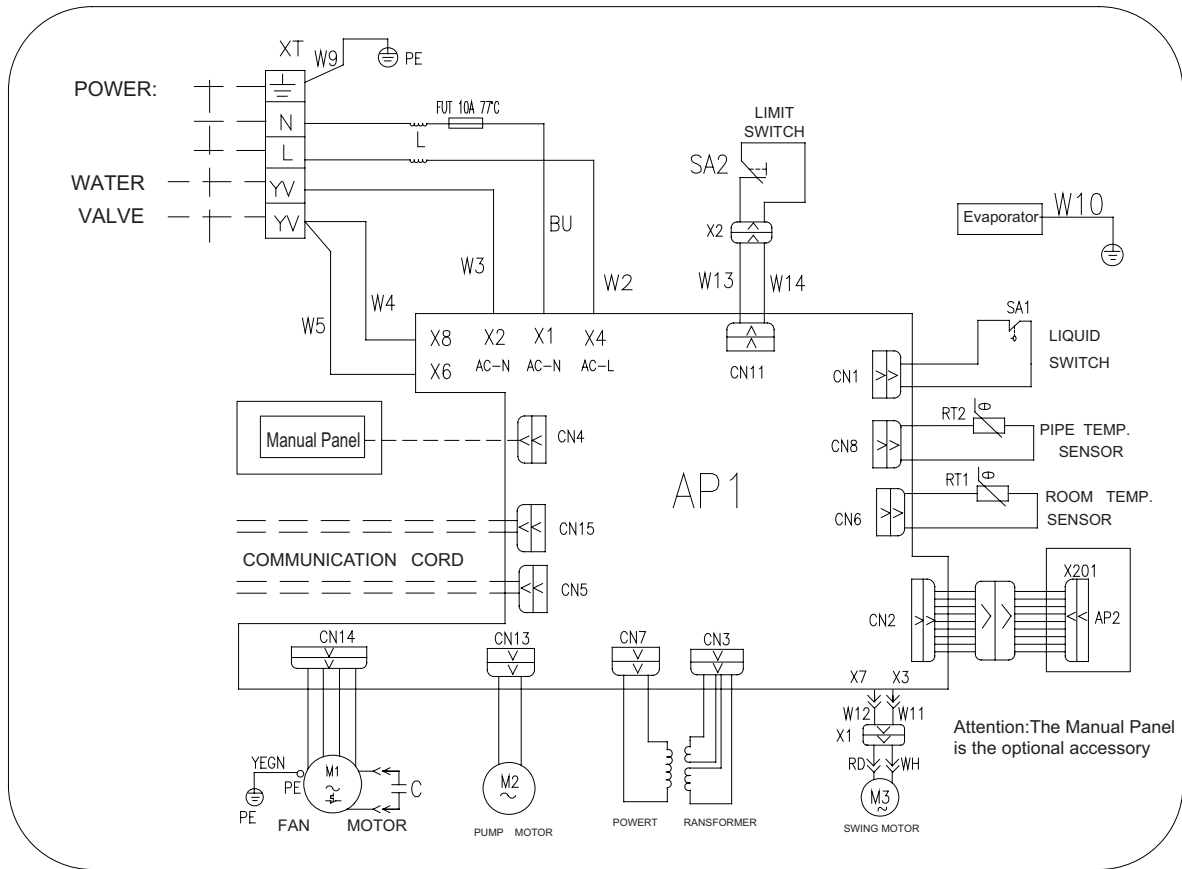 XT
W9
PE
POWER:
N
FUT 10A 77℃
L
L
WATER
YV
VALVE
YV
LIMIT
SWITCH
SA2
X2
W13
W14
CN11
Evaporator
W10
BU
W3
W2
W4
W5
X8
X2
X1
X4
X6
AC-N
AC-N
AC-L
SA1
LIQUID
SWITCH
CN1
Manual Panel
CN4
RT2
PIPE TEMP.
SENSOR
CN8
RT1
ROOM TEMP.
SENSOR
CN6
AP1
CN15
COMMUNICATION CORD
CN5
X201
CN2
AP2
CN14
CN13
CN7
CN3
X7
X3
W12
W11
X1
RD
WH
M3
~
SWING MOTOR
Attention:The Manual Panel
is the optional accessory
YEGN
PE
PE
M1
~
C
FAN MOTOR
M2
~
PUMP MOTOR
POWERT RANSFORMER